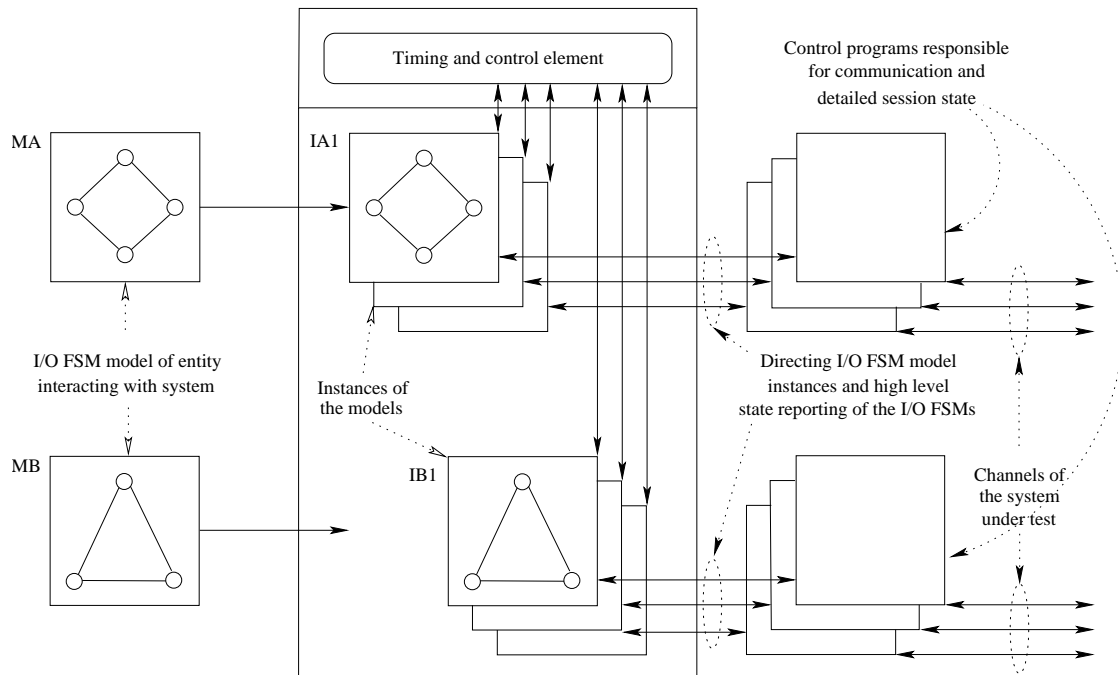 Timing and control element
Control programs responsible
for communication and
detailed session state
MA
IA1
I/O FSM model of entity
interacting with system
Instances of
the models
Directing I/O FSM model
instances and high level
state reporting of the I/O FSMs
MB
IB1
Channels of
the system
under test